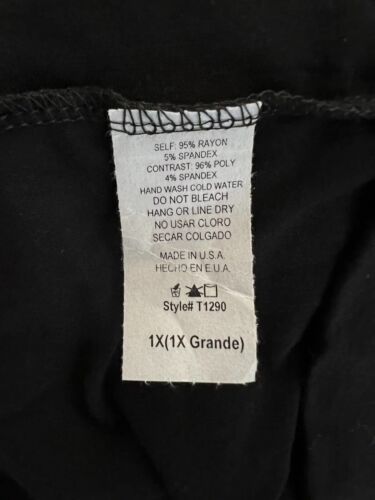 SELF: 95% RAYON
5% SPANDEX
CONTRAST: 96% POLY
4% SPANDEX
HAND WASH COLD WATER
DO NOT BLEACH
HANG OR LINE DRY
NO USAR CLORO
SECAR COLGADO
MADE IN U.S.A.
HECHO EN E.U.A.
Style# T1290
1X(1X Grande)